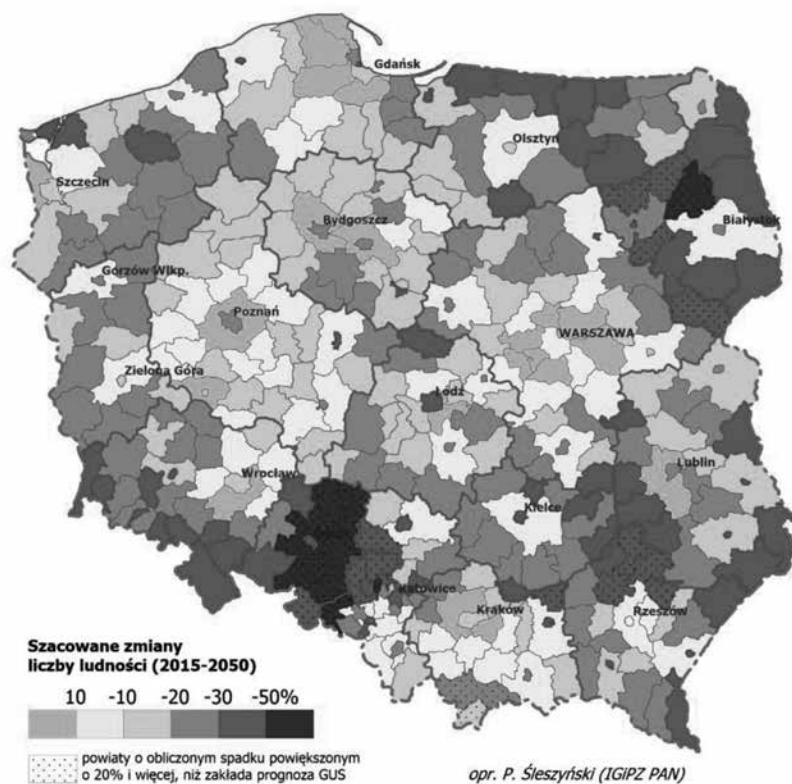 Gdańsk
Olsztyn
Szczecin
Bydgoszcz
Białystok
Gorzów Wlkp.
Poznań
WARSZAWA
Zielona Góra
Łódź
Wrocław
Lublin
Kielce
Katowice
Kraków
Rzeszów
Szacowane zmiany
liczby ludności (2015-2050)
10 -10 -20 -30 -50%
powiaty o obliczonym spadku powiększonym
o 20% i więcej, niż zakłada prognoza GUS
opr. P. Śleszyński (IGiPZ PAN)